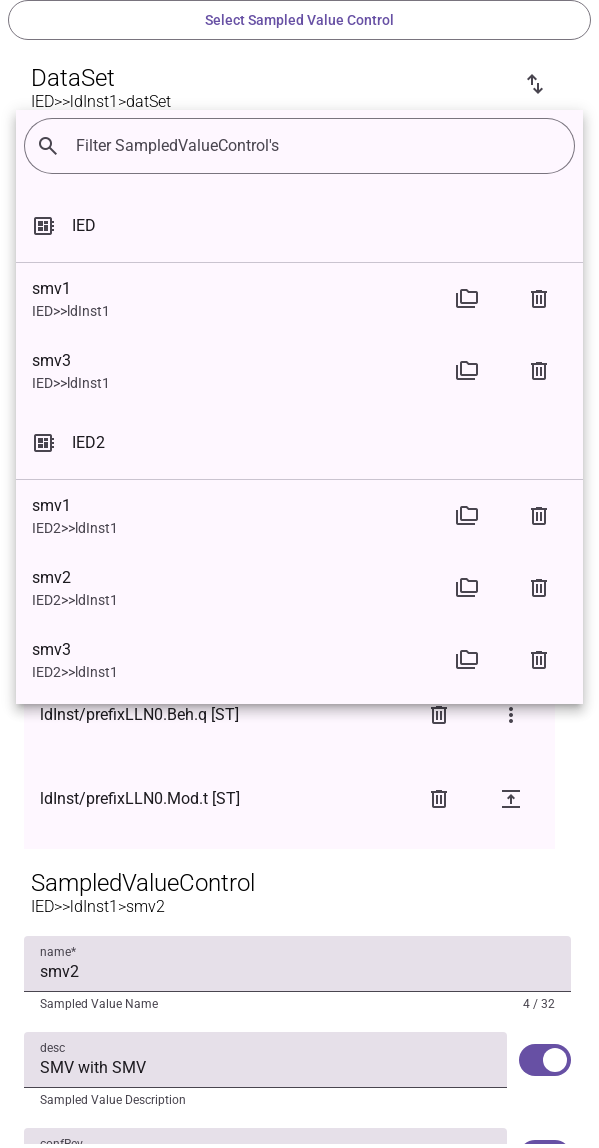 Select Sampled Value Control
DataSet
IED>>ldInst1>datSet
Filter SampledValueControl's
IED
smv1
IED>>ldInst1
smv3
IED>>ldInst1
IED2
smv1
IED2>>ldInst1
smv2
IED2>>ldInst1
smv3
IED2>>ldInst1
ldInst/prefixLLN0.Beh.q [ST]
ldInst/prefixLLN0.Mod.t [ST]
SampledValueControl
IED>>ldInst1>smv2
name*
smv2
Sampled Value Name
4 / 32
desc
SMV with SMV
Sampled Value Description
confRev